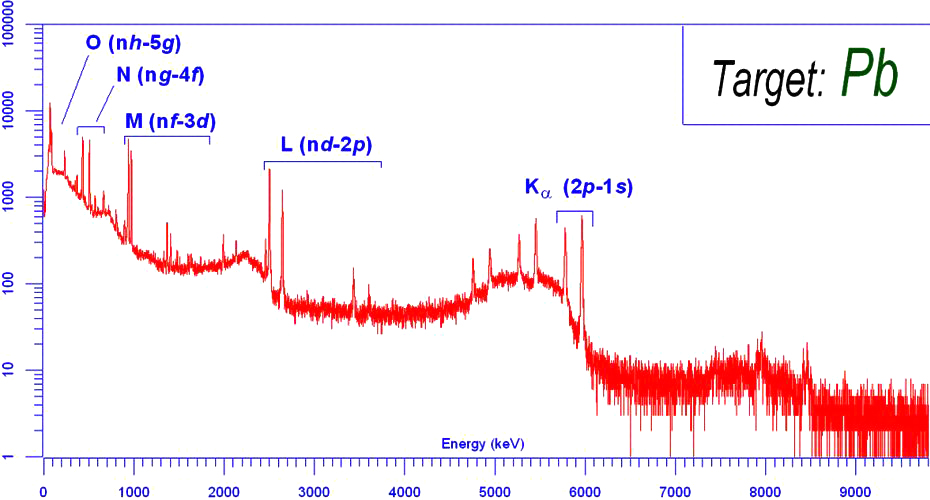 Target: Pb
O (nh-5g)
N (ng-4f)
M (nf-3d)
L (nd-2p)
Kα (2p-1s)
100000
10000
1000
100
10
1
Energy (keV)
0 1000 2000 3000 4000 5000 6000 7000 8000 9000